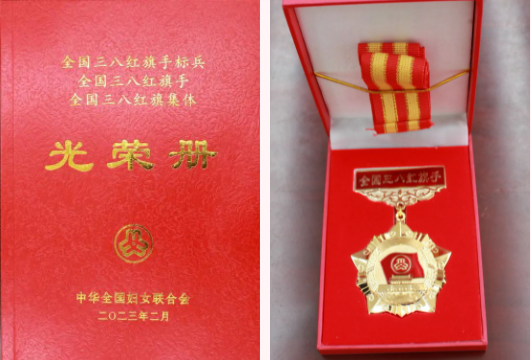 全国三八红旗手标兵
全国三八红旗手
全国三八红旗集体
光荣册
中华全国妇女联合会
二〇二三年二月
全国三八红旗手